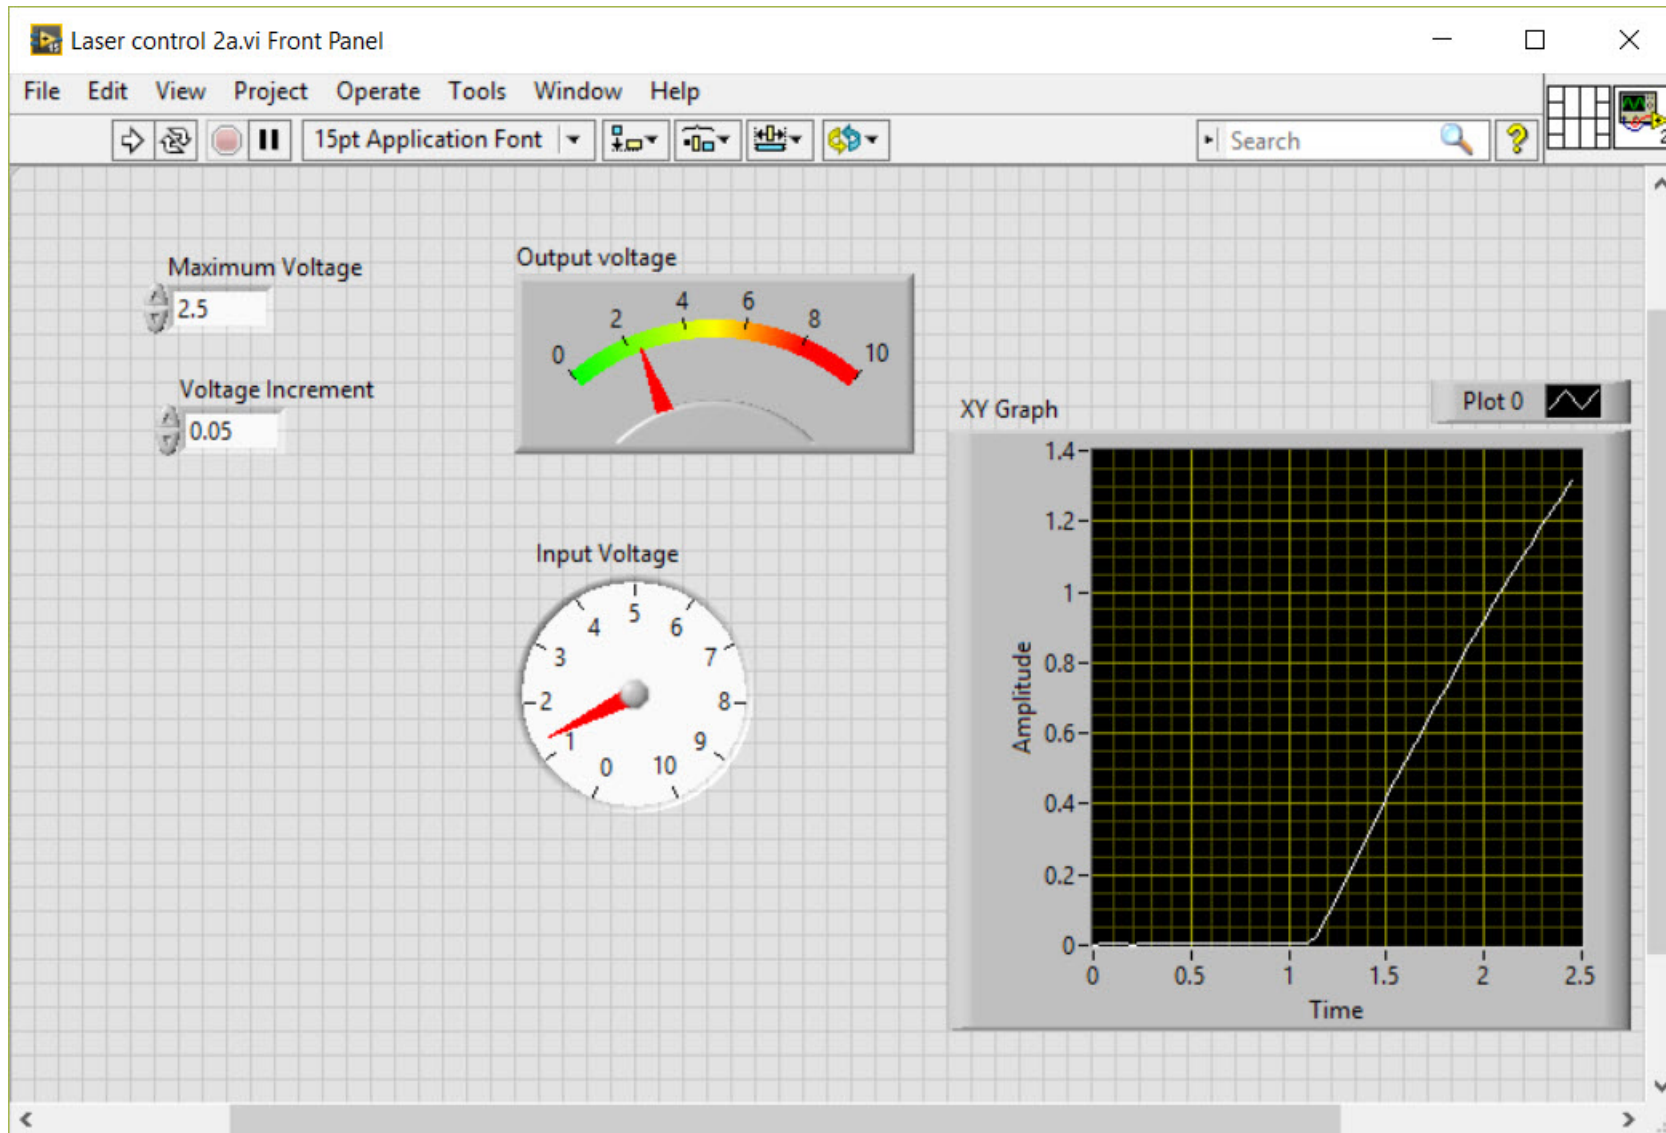 Laser control 2a.vi Front Panel
File Edit View Project Operate Tools Window Help
15pt Application Font
Search
?
2
Maximum Voltage
2.5
Voltage Increment
0.05
Output voltage
0 2 4 6 8 10
Input Voltage
0 1 2 3 4 5 6 7 8 9 10
XY Graph
Plot 0
Amplitude
1.4
1.2
1
0.8
0.6
0.4
0.2
0
0 0.5 1 1.5 2 2.5
Time